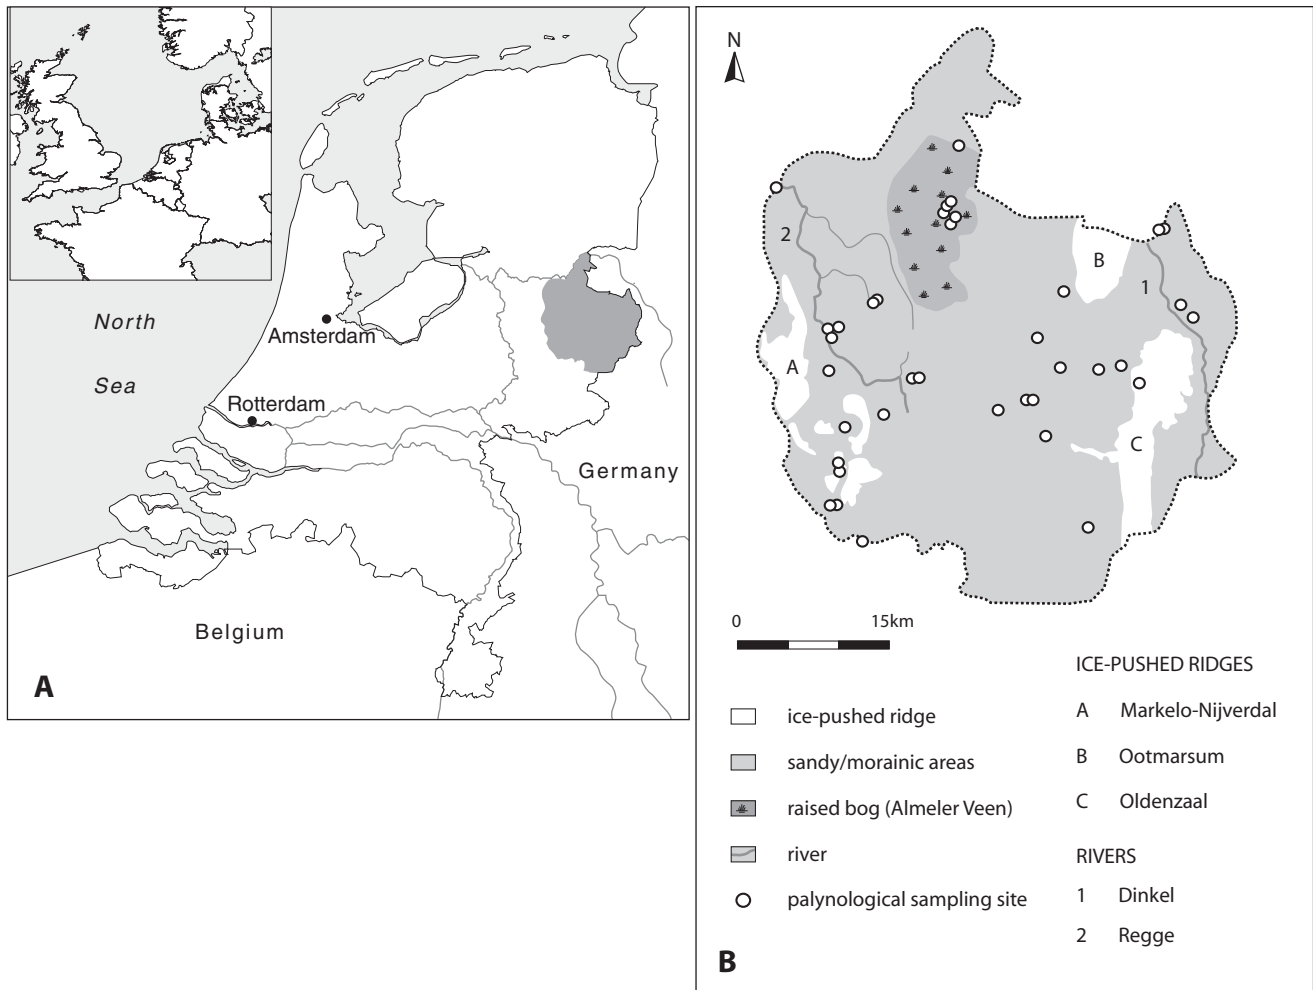 North
Sea
Amsterdam
Rotterdam
Germany
Belgium
A
N
2
B
1
A
C
0 15km
ice-pushed ridge
sandy/morainic areas
raised bog (Almeler Veen)
river
palynological sampling site
ICE-PUSHED RIDGES
A Markelo-Nijverdal
B Ootmarsum
C Oldenzaal
RIVERS
1 Dinkel
2 Regge
B